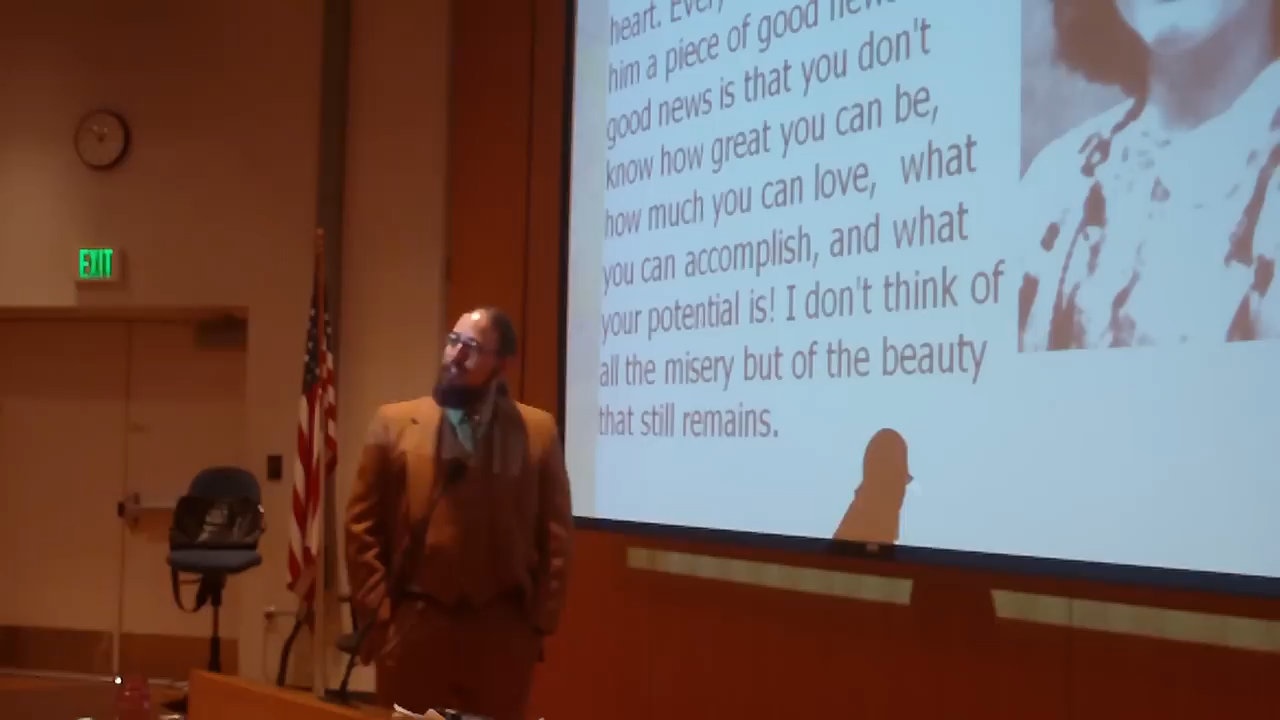 heart. Every
him a piece of good news
good news is that you don't
know how great you can be,
how much you can love, what
you can accomplish, and what
your potential is! I don't think of
all the misery but of the beauty
that still remains.
EXIT